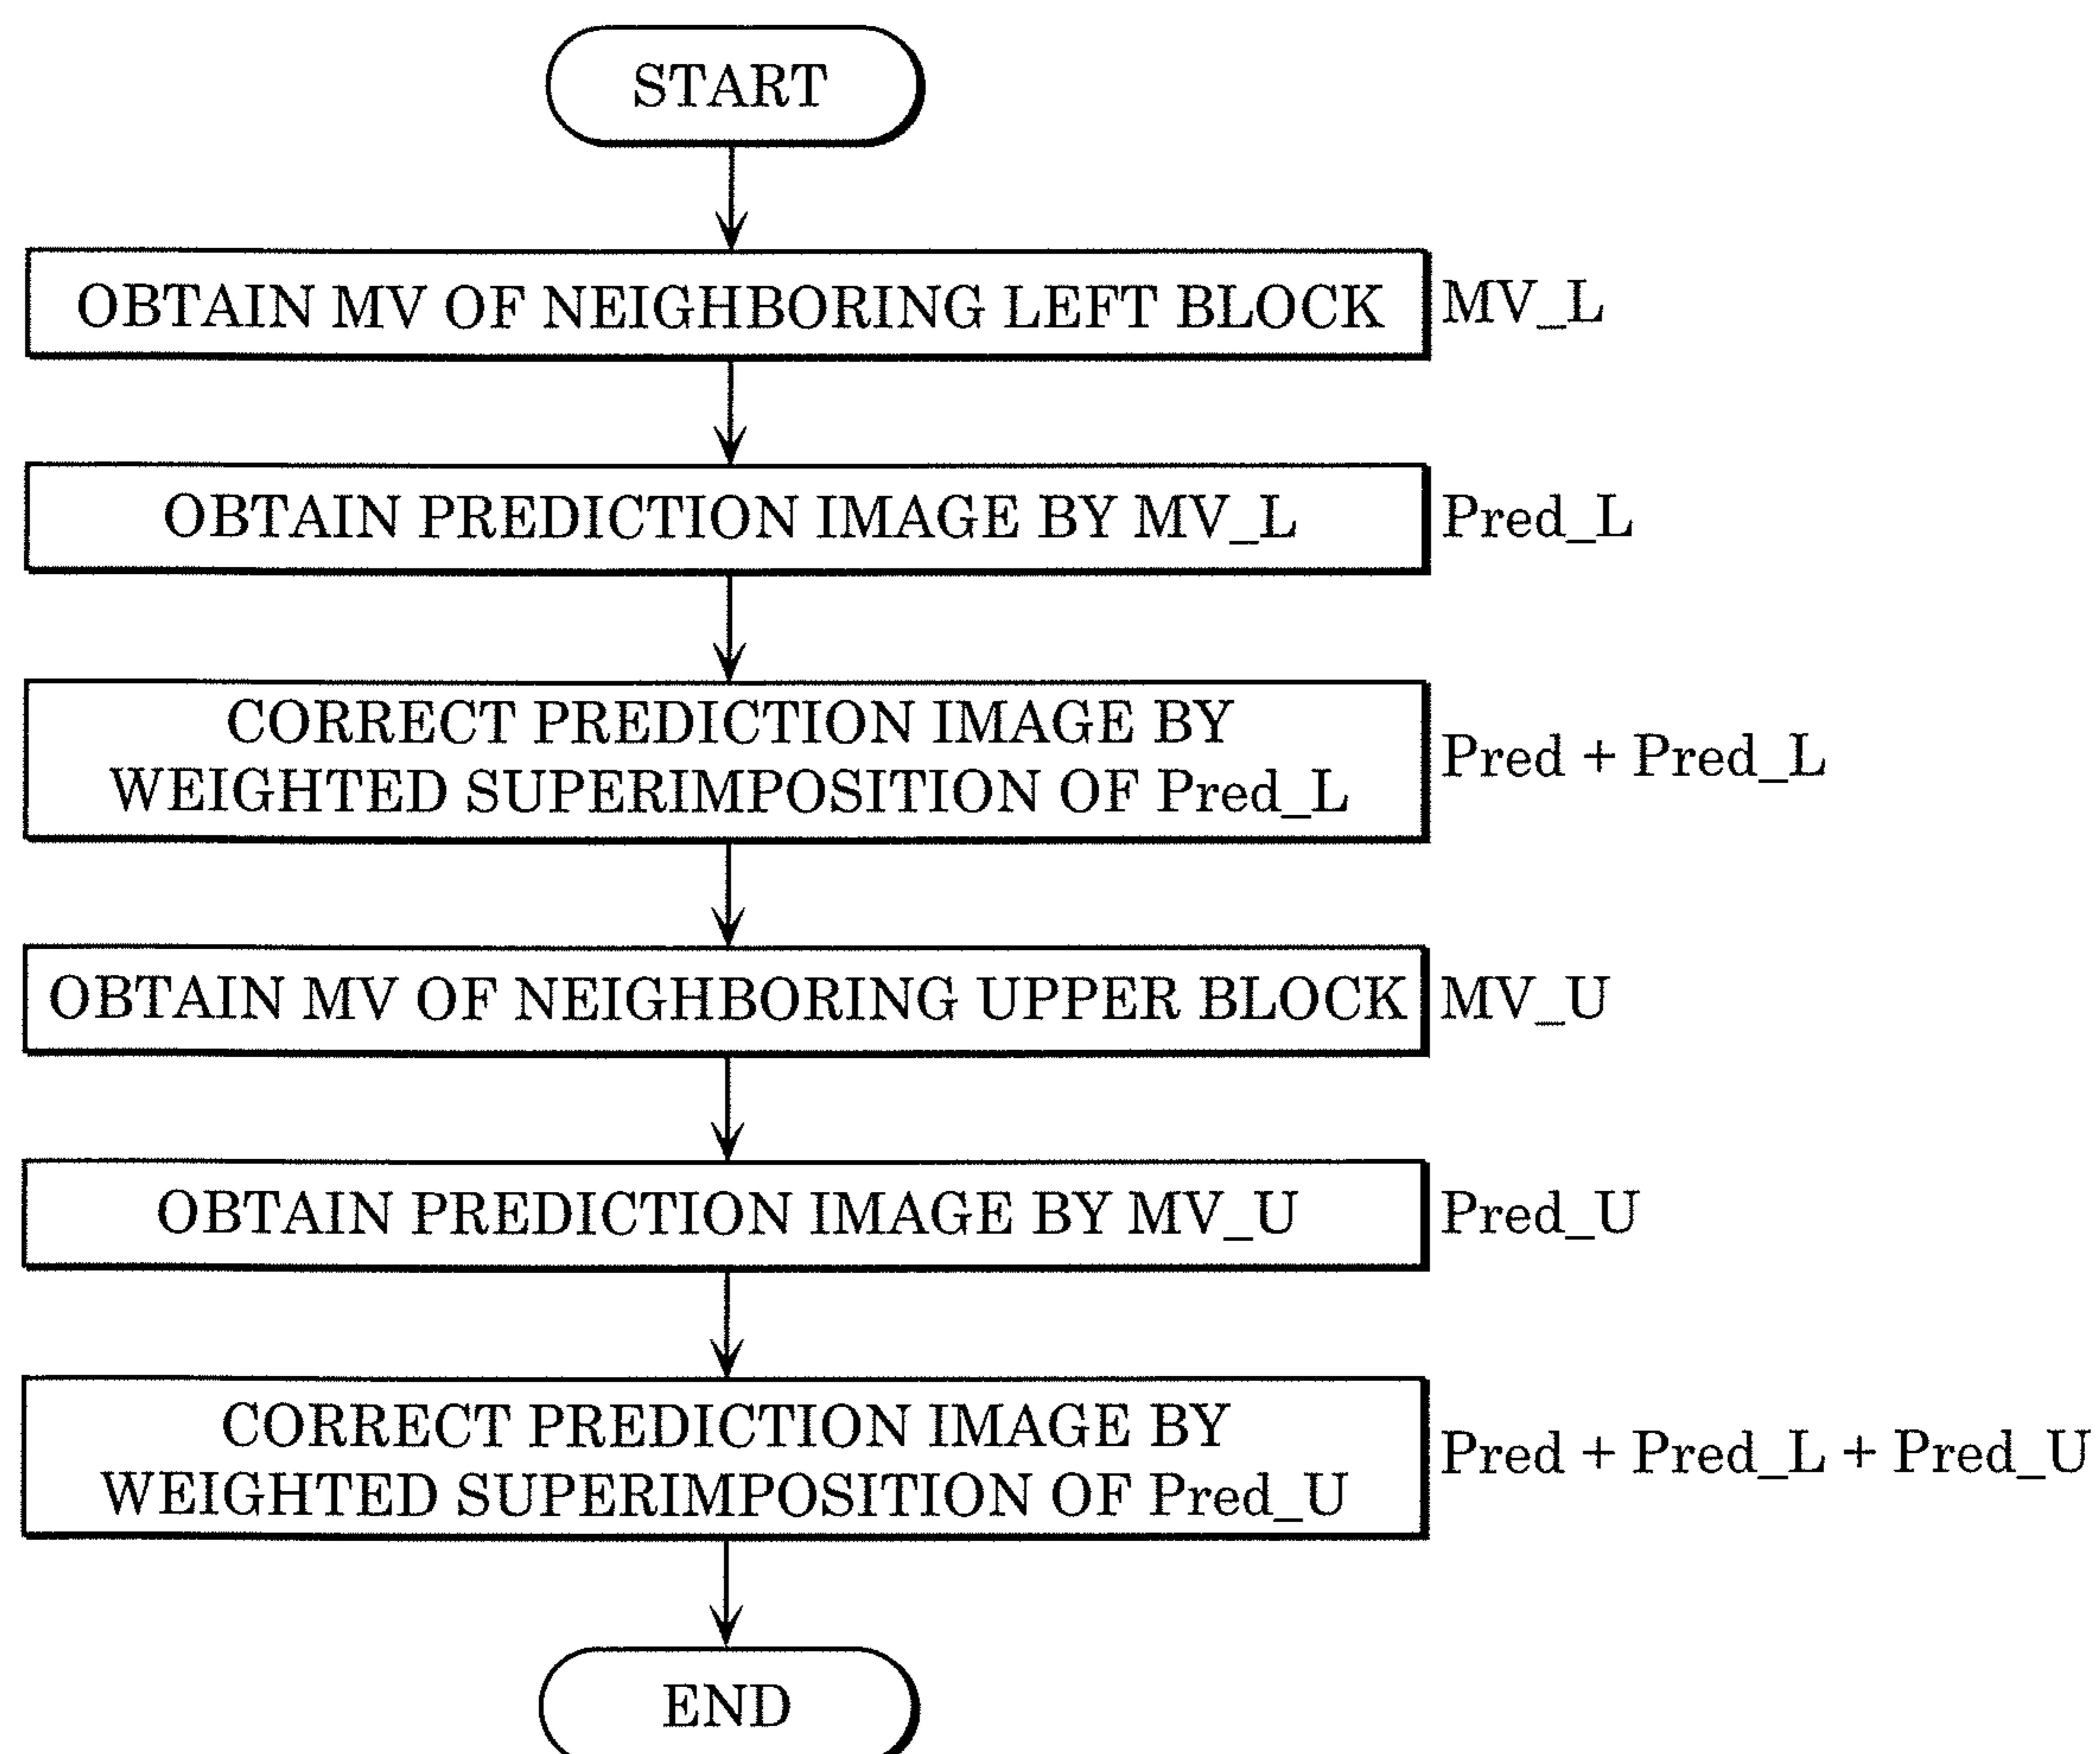 START
OBTAIN MV OF NEIGHBORING LEFT BLOCK
MV_L
OBTAIN PREDICTION IMAGE BY MV_L
Pred_L
CORRECT PREDICTION IMAGE BY
WEIGHTED SUPERIMPOSITION OF Pred_L
Pred + Pred_L
OBTAIN MV OF NEIGHBORING UPPER BLOCK
MV_U
OBTAIN PREDICTION IMAGE BY MV_U
Pred_U
CORRECT PREDICTION IMAGE BY
WEIGHTED SUPERIMPOSITION OF Pred_U
Pred + Pred_L + Pred_U
END